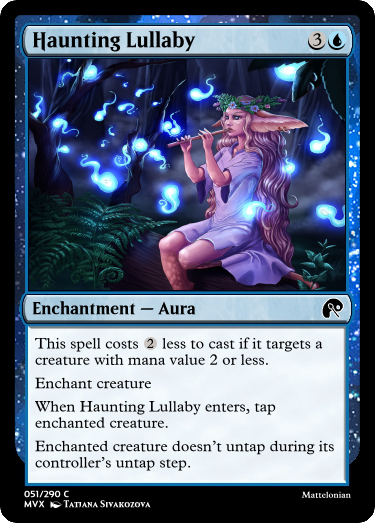 Haunting Lullaby 3
Enchantment — Aura
This spell costs 2 less to cast if it targets a
creature with mana value 2 or less.
Enchant creature
When Haunting Lullaby enters, tap
enchanted creature.
Enchanted creature doesn't untap during its
controller's untap step.
051/290 C
MVX Tatiana Sivakozova
Mattelonian